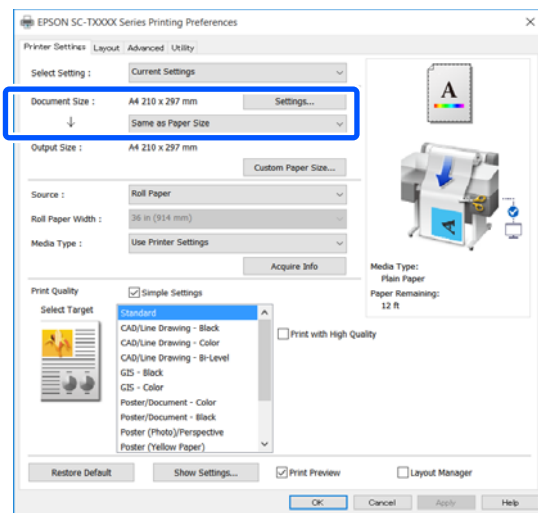 EPSON SC-TXXXX Series Printing Preferences
Printer Settings Layout Advanced Utility
Select Setting : Current Settings
Document Size : A4 210 x 297 mm Settings...
↓ Same as Paper Size
Output Size : A4 210 x 297 mm
Custom Paper Size...
Source : Roll Paper
Roll Paper Width : 36 in (914 mm)
Media Type : Use Printer Settings
Acquire Info
A
A
Media Type:
Plain Paper
Paper Remaining:
12 ft
Print Quality Simple Settings
Select Target
Standard
CAD/Line Drawing - Black
CAD/Line Drawing - Color
CAD/Line Drawing - Bi-Level
GIS - Black
GIS - Color
Poster/Document - Color
Poster/Document - Black
Poster (Photo)/Perspective
Poster (Yellow Paper)
Print with High Quality
Restore Default Show Settings... Print Preview Layout Manager
OK Cancel Apply Help